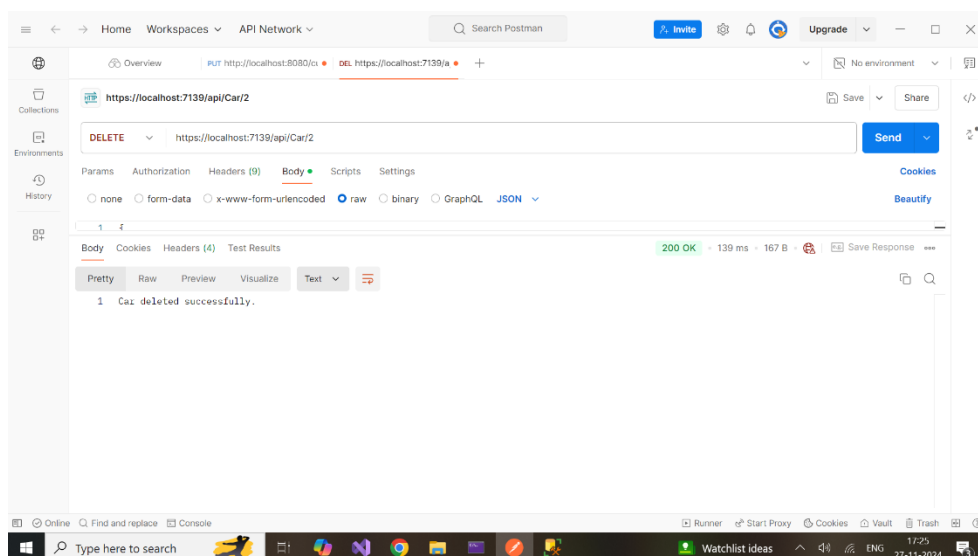 Home Workspaces API Network Search Postman Invite Upgrade
Overview PUT http://localhost:8080/cu DEL https://localhost:7139/a No environment
HTTP https://localhost:7139/api/Car/2 Save Share
Collections
DELETE https://localhost:7139/api/Car/2 Send
Environments
Params Authorization Headers (9) Body Scripts Settings Cookies
History
none form-data x-www-form-urlencoded raw binary GraphQL JSON Beautify
1 {
Body Cookies Headers (4) Test Results 200 OK 139 ms 167 B Save Response
Pretty Raw Preview Visualize Text
1 Car deleted successfully.
Online Find and replace Console Runner Start Proxy Cookies Vault Trash
Type here to search Watchlist ideas ENG 17:25
27-11-2024